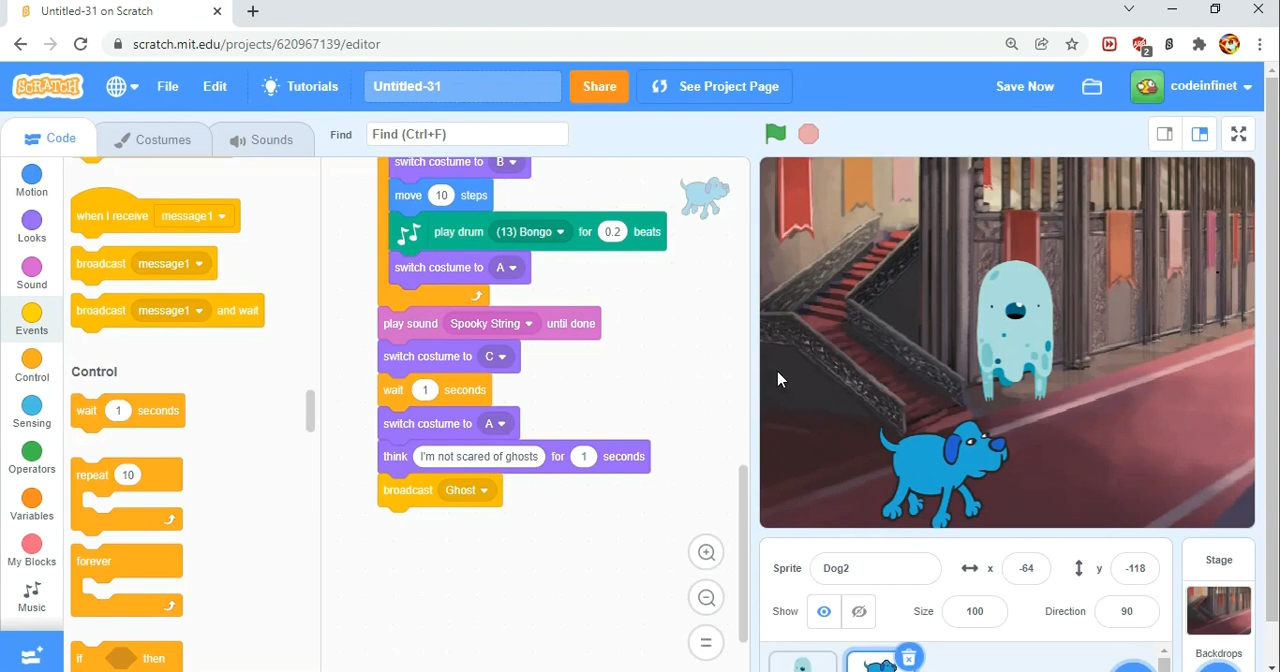 Untitled-31 on Scratch
scratch.mit.edu/projects/620967139/editor
2
SCRATCH File Edit Tutorials Untitled-31 Share See Project Page Save Now codeinfinet
Code Costumes Sounds Find Find (Ctrl+F)
Motion
Looks
Sound
Events
Control
Sensing
Operators
Variables
My Blocks
Music
when I receive message1
broadcast message1
broadcast message1 and wait
Control
wait 1 seconds
repeat 10
forever
if then
switch costume to B
move 10 steps
play drum (13) Bongo for 0.2 beats
switch costume to A
play sound Spooky String until done
switch costume to C
wait 1 seconds
switch costume to A
think I'm not scared of ghosts for 1 seconds
broadcast Ghost
Sprite Dog2 x -64 y -118
Show Size 100 Direction 90
Stage
Backdrops